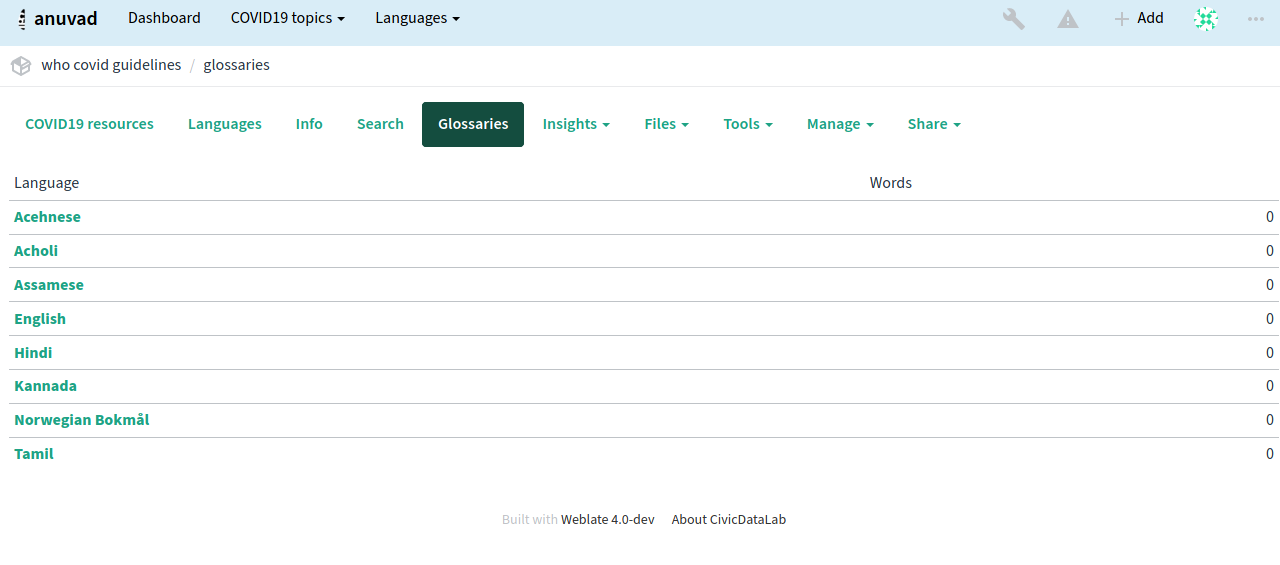 anuvad Dashboard COVID19 topics Languages Add
who covid guidelines / glossaries
COVID19 resources Languages Info Search Glossaries Insights Files Tools Manage Share
Language Words
Acehnese 0
Acholi 0
Assamese 0
English 0
Hindi 0
Kannada 0
Norwegian Bokmål 0
Tamil 0
Built with Weblate 4.0-dev About CivicDataLab